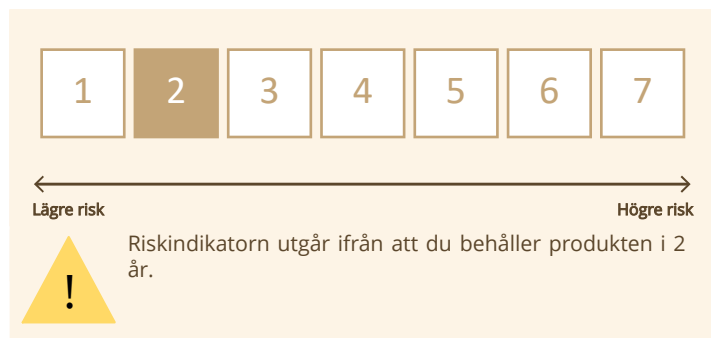 1 2 3 4 5 6 7
Lägre risk Högre risk
Riskindikatorn utgår ifrån att du behåller produkten i 2
år.
!